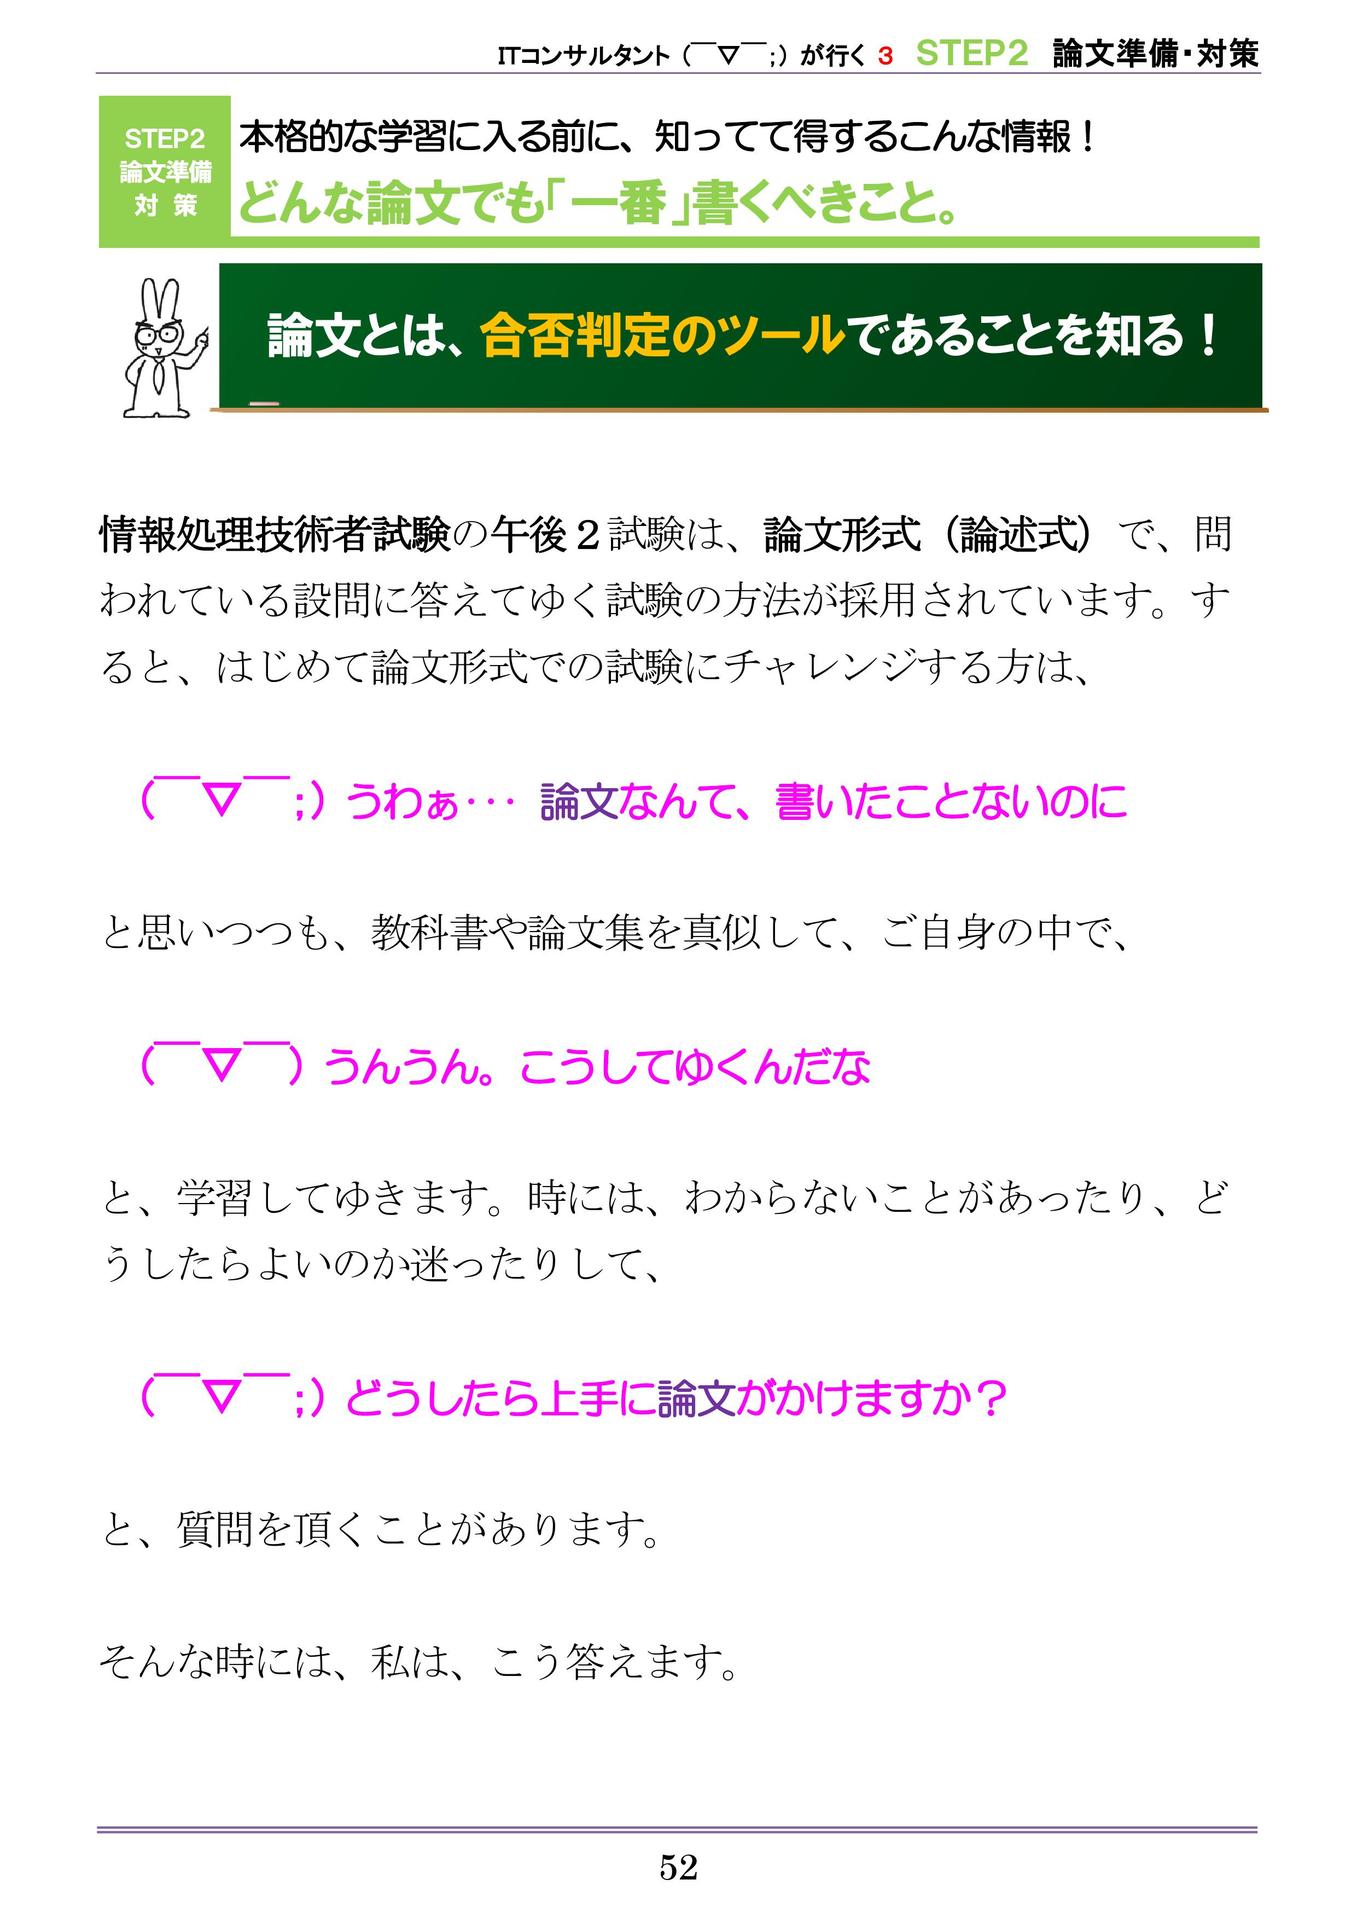 ITコンサルタント（￣▽￣;）が行く 3 STEP2 論文準備・対策
STEP2
論文準備
対 策
本格的な学習に入る前に、知ってて得するこんな情報！
どんな論文でも「一番」書くべきこと。
論文とは、合否判定のツールであることを知る！
情報処理技術者試験の午後２試験は、論文形式（論述式）で、問
われている設問に答えてゆく試験の方法が採用されています。す
ると、はじめて論文形式での試験にチャレンジする方は、
（￣▽￣;）うわぁ･･･ 論文なんて、書いたことないのに
と思いつつも、教科書や論文集を真似して、ご自身の中で、
（￣▽￣）うんうん。こうしてゆくんだな
と、学習してゆきます。時には、わからないことがあったり、ど
うしたらよいのか迷ったりして、
（￣▽￣;）どうしたら上手に論文がかけますか？
と、質問を頂くことがあります。
そんな時には、私は、こう答えます。
52